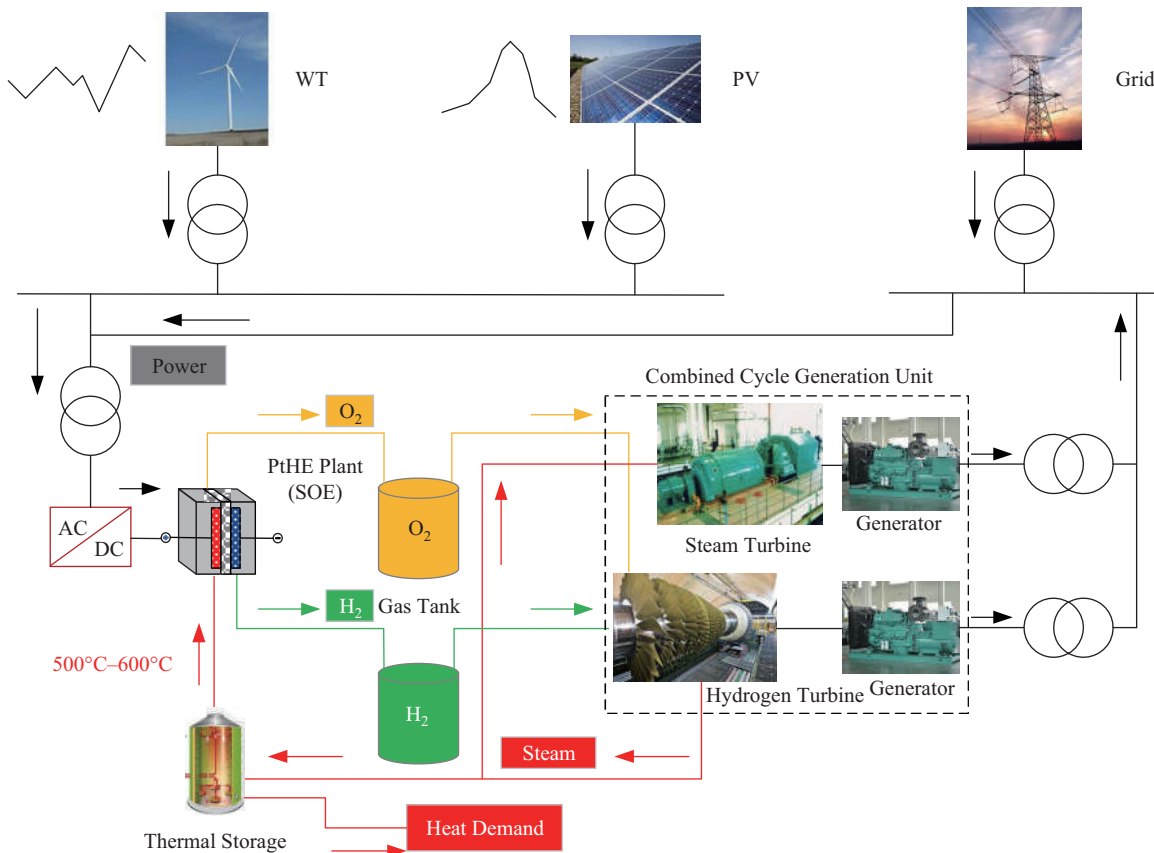 WT
PV
Grid
Power
Combined Cycle Generation Unit
O₂
PtHE Plant
(SOE)
O₂
AC
DC
Steam Turbine
Generator
H₂
Gas Tank
500°C–600°C
H₂
Hydrogen Turbine
Generator
Steam
Thermal Storage
Heat Demand